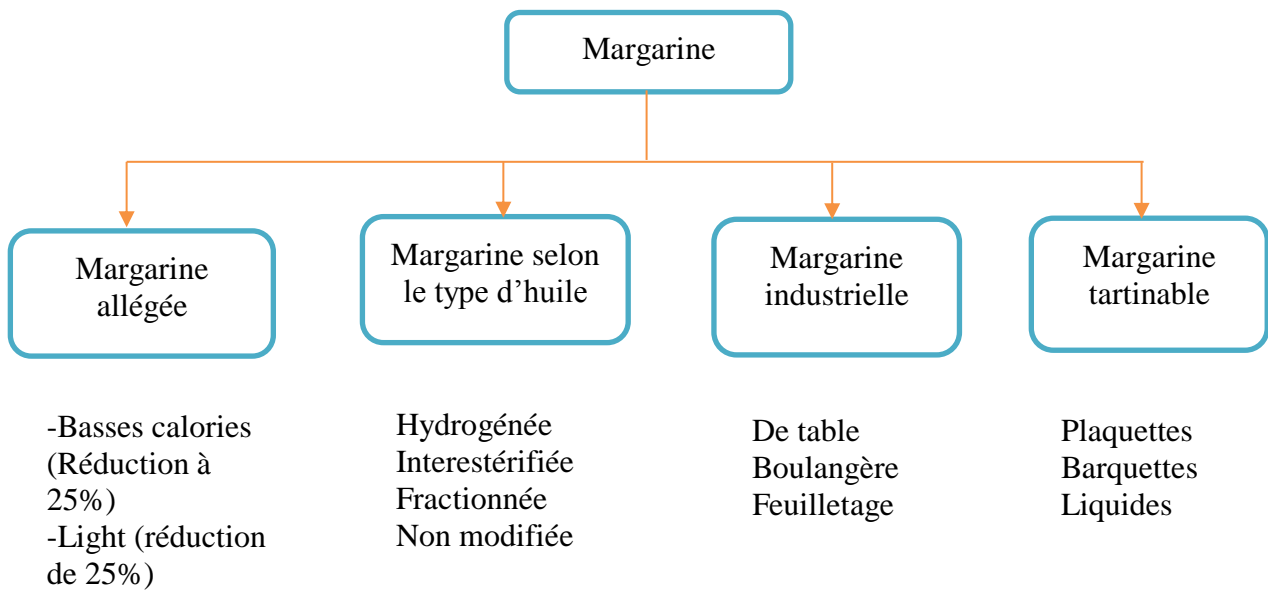 Margarine
Margarine
allégée
Margarine selon
le type d’huile
Margarine
industrielle
Margarine
tartinable
-Basses calories
(Réduction à
25%)
-Light (réduction
de 25%)
Hydrogénée
Interestérifiée
Fractionnée
Non modifiée
De table
Boulangère
Feuilletage
Plaquettes
Barquettes
Liquides